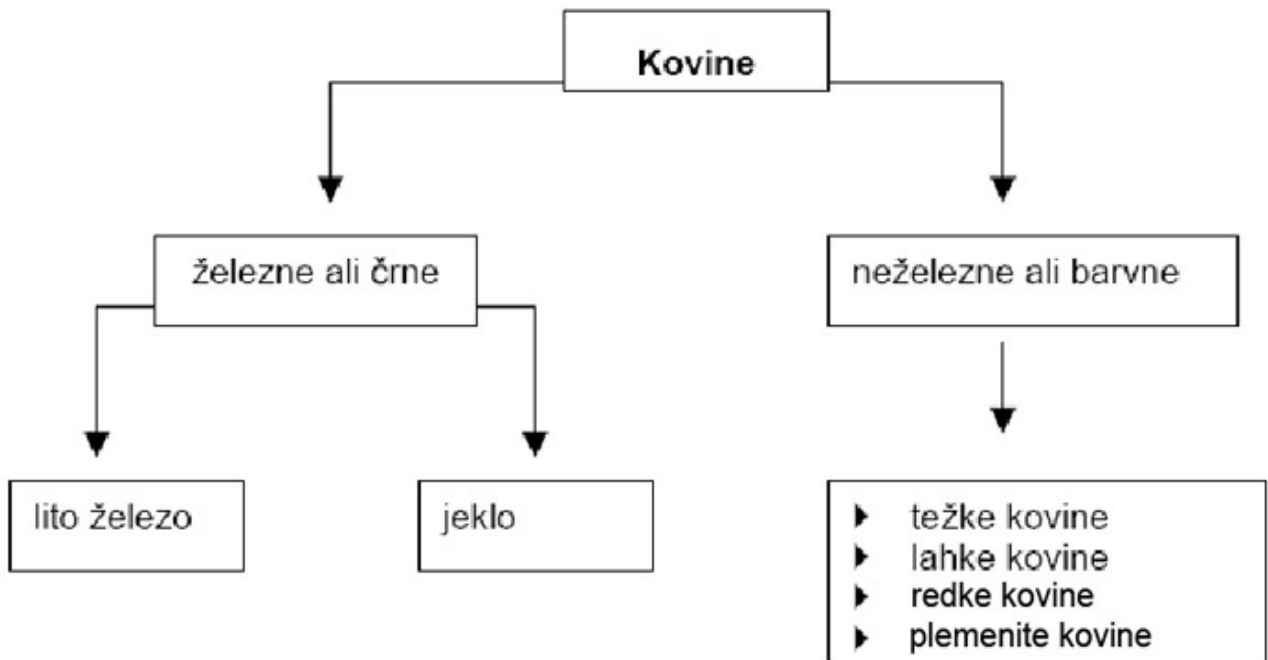 Kovine
železne ali črne
neželezne ali barvne
lito železo
jeklo
težke kovine
lahke kovine
redke kovine
plemenite kovine